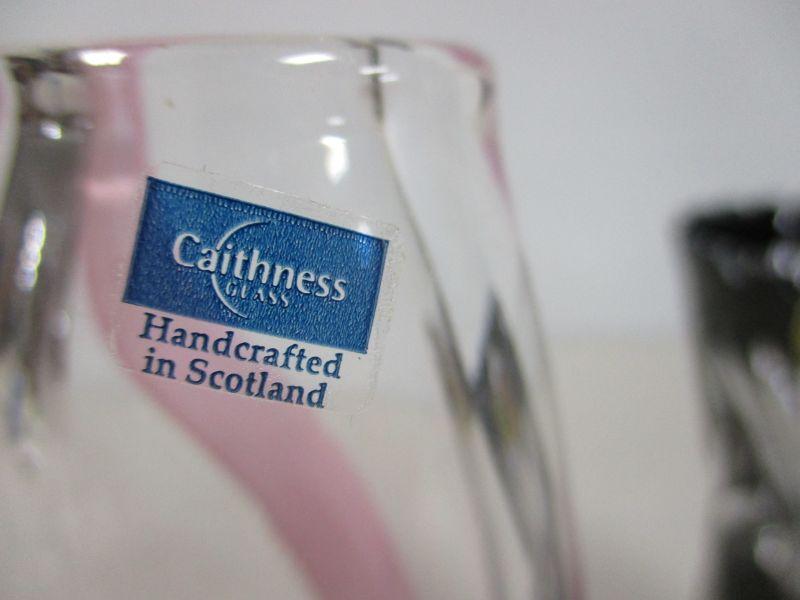 Caithness
GLASS
Handcrafted
in Scotland